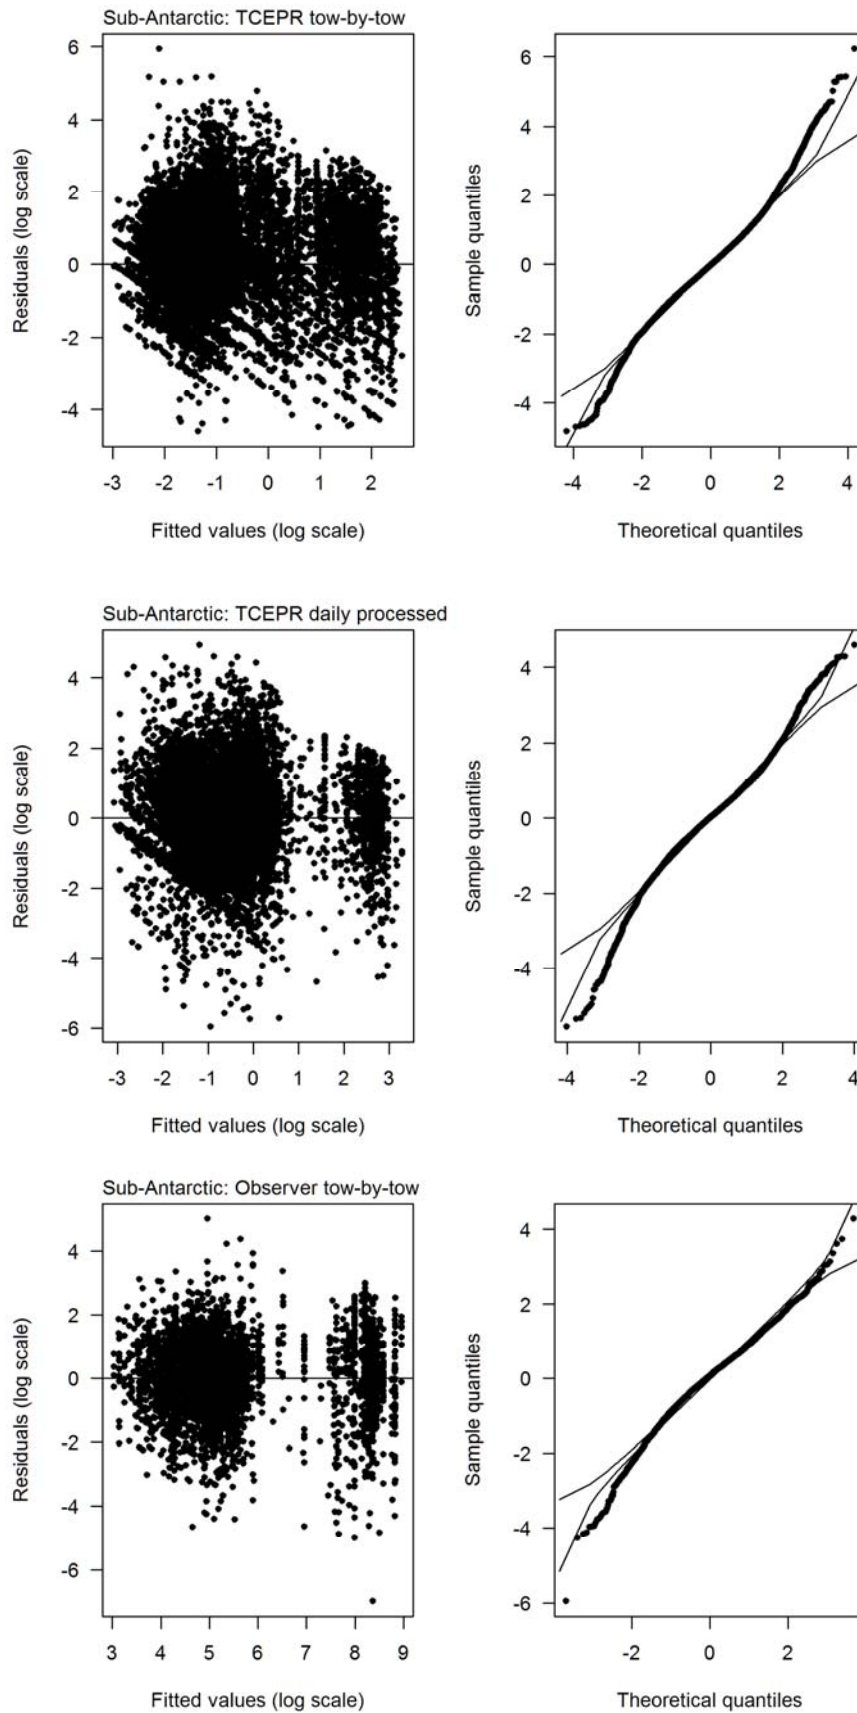 Sub-Antarctic: TCEPR tow-by-tow
Residuals (log scale)
6
4
2
0
-2
-4
-3 -2 -1 0 1 2
Fitted values (log scale)
Sample quantiles
6
4
2
0
-2
-4
-4 -2 0 2 4
Theoretical quantiles
Sub-Antarctic: TCEPR daily processed
Residuals (log scale)
4
2
0
-2
-4
-6
-3 -2 -1 0 1 2 3
Fitted values (log scale)
Sample quantiles
4
2
0
-2
-4
-4 -2 0 2 4
Theoretical quantiles
Sub-Antarctic: Observer tow-by-tow
Residuals (log scale)
4
2
0
-2
-4
-6
3 4 5 6 7 8 9
Fitted values (log scale)
Sample quantiles
4
2
0
-2
-4
-6
-2 0 2
Theoretical quantiles